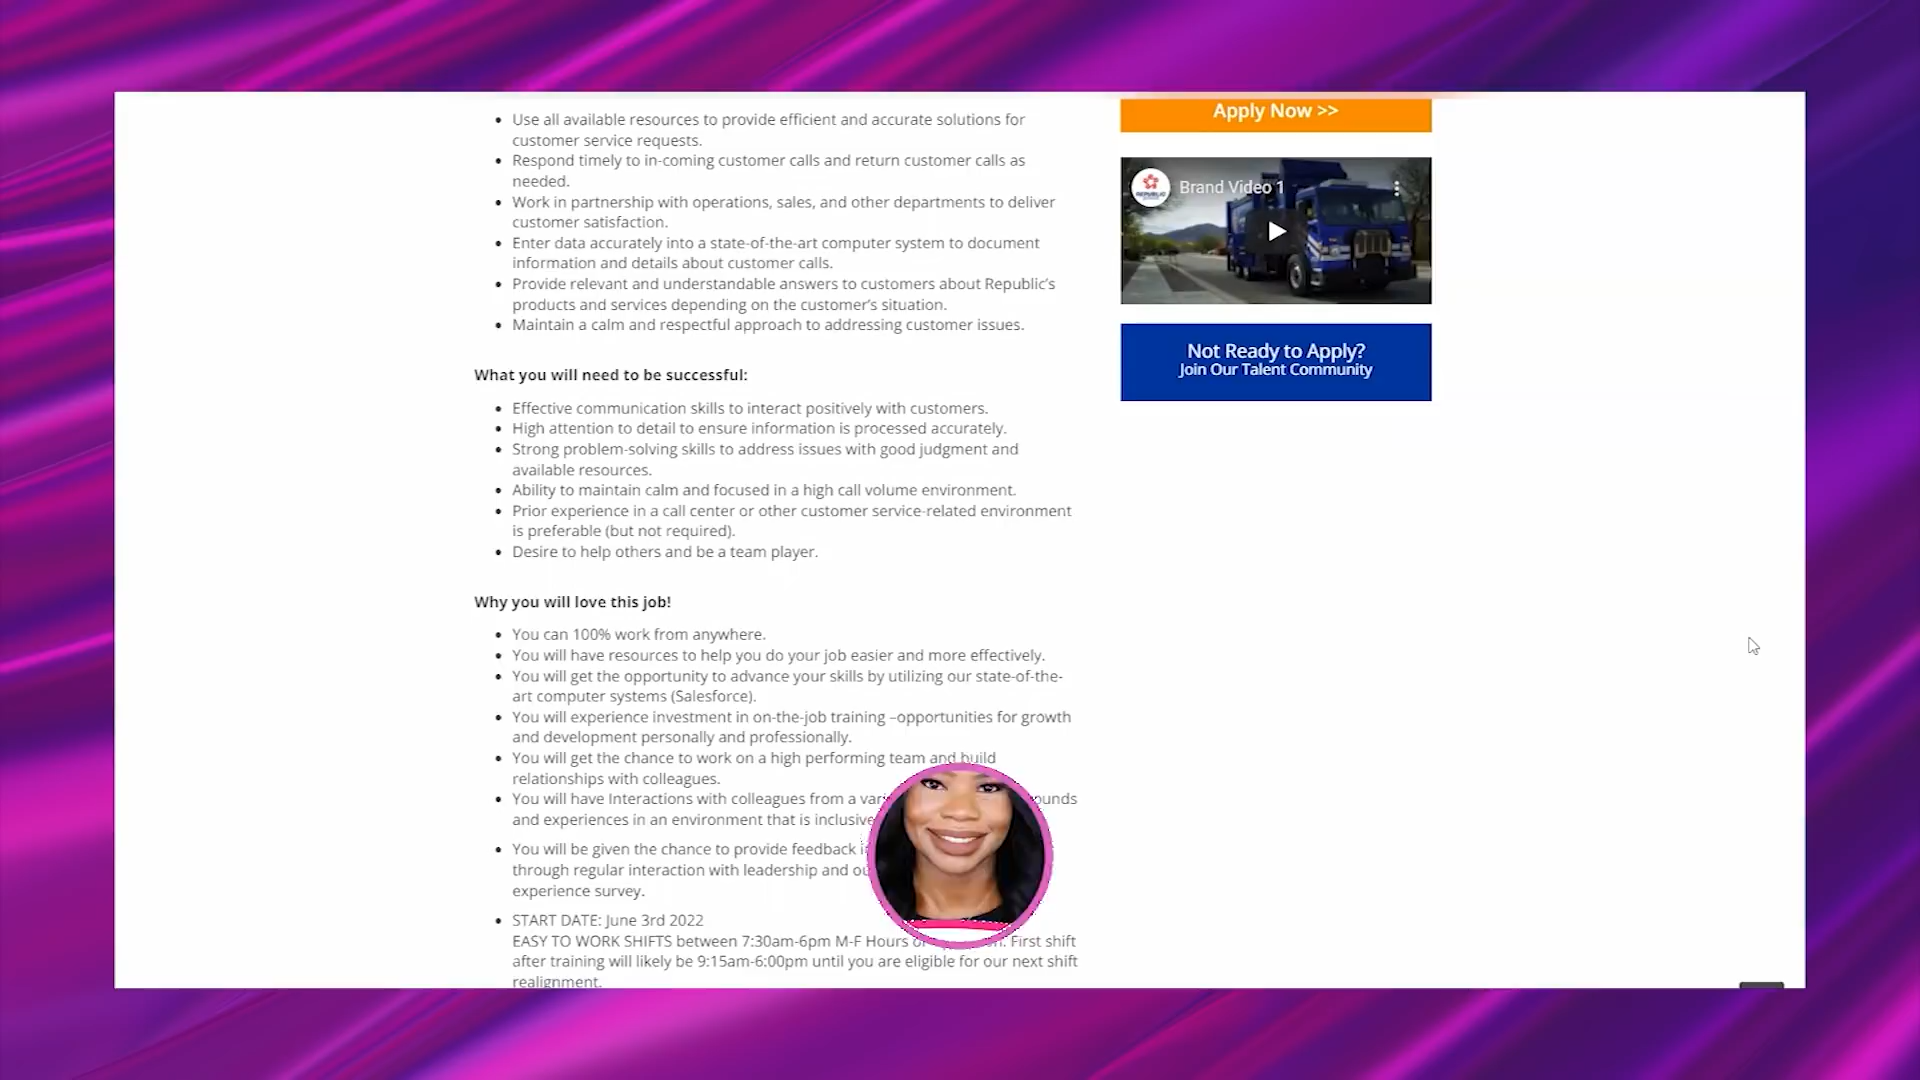 Use all available resources to provide efficient and accurate solutions for
customer service requests.
Respond timely to in-coming customer calls and return customer calls as
needed.
Work in partnership with operations, sales, and other departments to deliver
customer satisfaction.
Enter data accurately into a state-of-the-art computer system to document
information and details about customer calls.
Provide relevant and understandable answers to customers about Republic's
products and services depending on the customer's situation.
Maintain a calm and respectful approach to addressing customer issues.
What you will need to be successful:
Effective communication skills to interact positively with customers.
High attention to detail to ensure information is processed accurately.
Strong problem-solving skills to address issues with good judgment and
available resources.
Ability to maintain calm and focused in a high call volume environment.
Prior experience in a call center or other customer service-related environment
is preferable (but not required).
Desire to help others and be a team player.
Why you will love this job!
You can 100% work from anywhere.
You will have resources to help you do your job easier and more effectively.
You will get the opportunity to advance your skills by utilizing our state-of-the-
art computer systems (Salesforce).
You will experience investment in on-the-job training –opportunities for growth
and development personally and professionally.
You will get the chance to work on a high performing team and build
relationships with colleagues.
You will have Interactions with colleagues from a
and experiences in an environment that is inclusive
You will be given the chance to provide feedback
through regular interaction with leadership and
experience survey.
START DATE: June 3rd 2022
EASY TO WORK SHIFTS between 7:30am-6pm M-F Hours First shift
after training will likely be 9:15am-6:00pm until you are eligible for our next shift
realignment.
Apply Now >>
Brand Video 1
REPUBLIC
Not Ready to Apply?
Join Our Talent Community